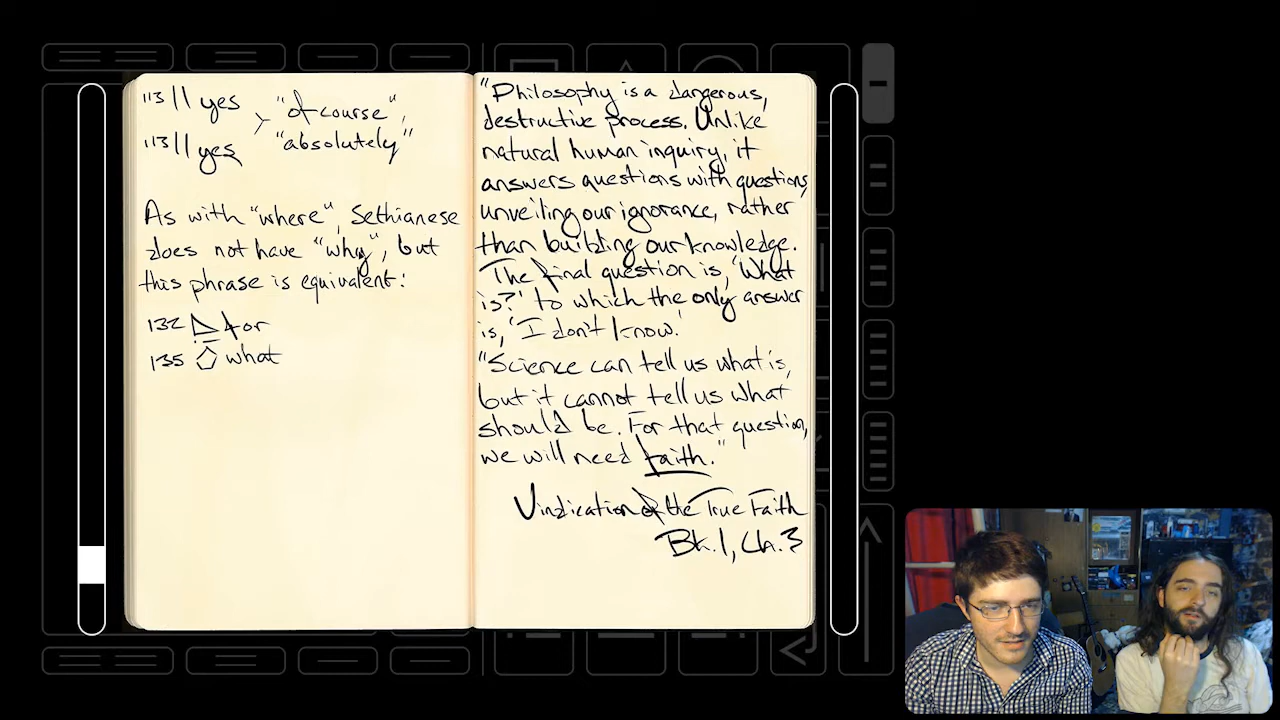 113 || yes
"of course",
113 || yes
"absolutely"
As with "where", Sethianese
does not have "why", but
this phrase is equivalent:
132 for
135 what
"Philosophy is a dangerous,
destructive process. Unlike
natural human inquiry, it
answers questions with questions,
unveiling our ignorance, rather
than building our knowledge.
The final question is, 'What
is?' to which the only answer
is, 'I don't know.'
"Science can tell us what is,
but it cannot tell us what
should be. For that question,
we will need faith."
Vindication of the True Faith
Bk. 1, Ch. 3